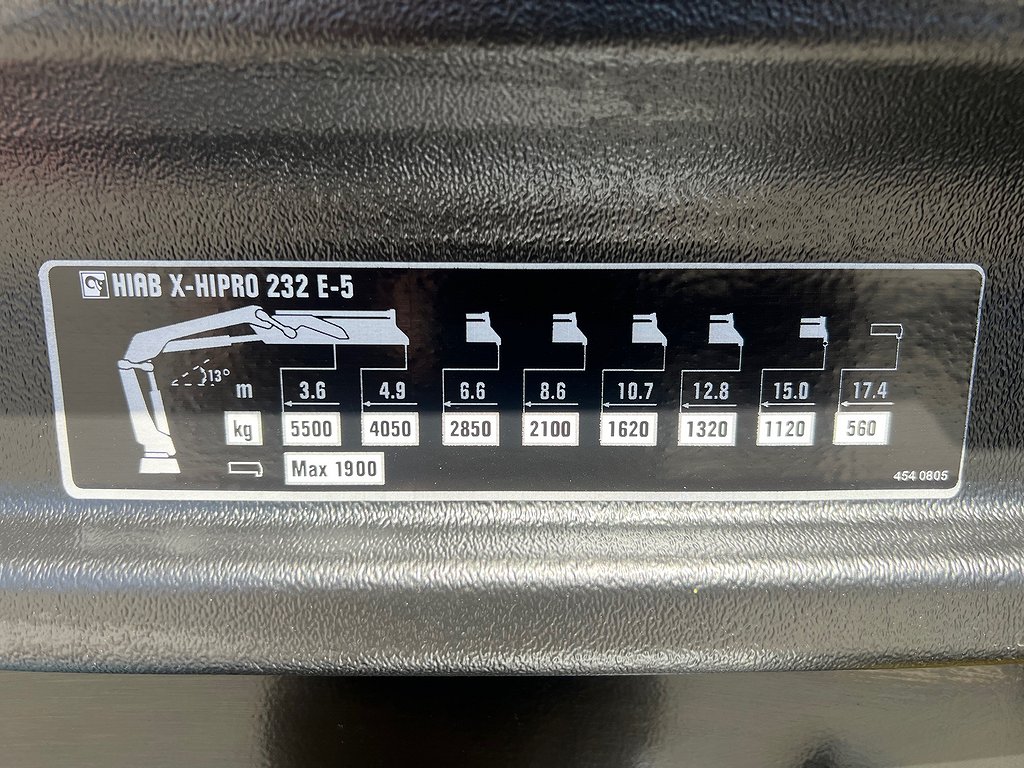 HIAB X-HIPRO 232 E-5
13°
m 3.6 4.9 6.6 8.6 10.7 12.8 15.0 17.4
kg 5500 4050 2850 2100 1620 1320 1120 560
Max 1900
454 0805